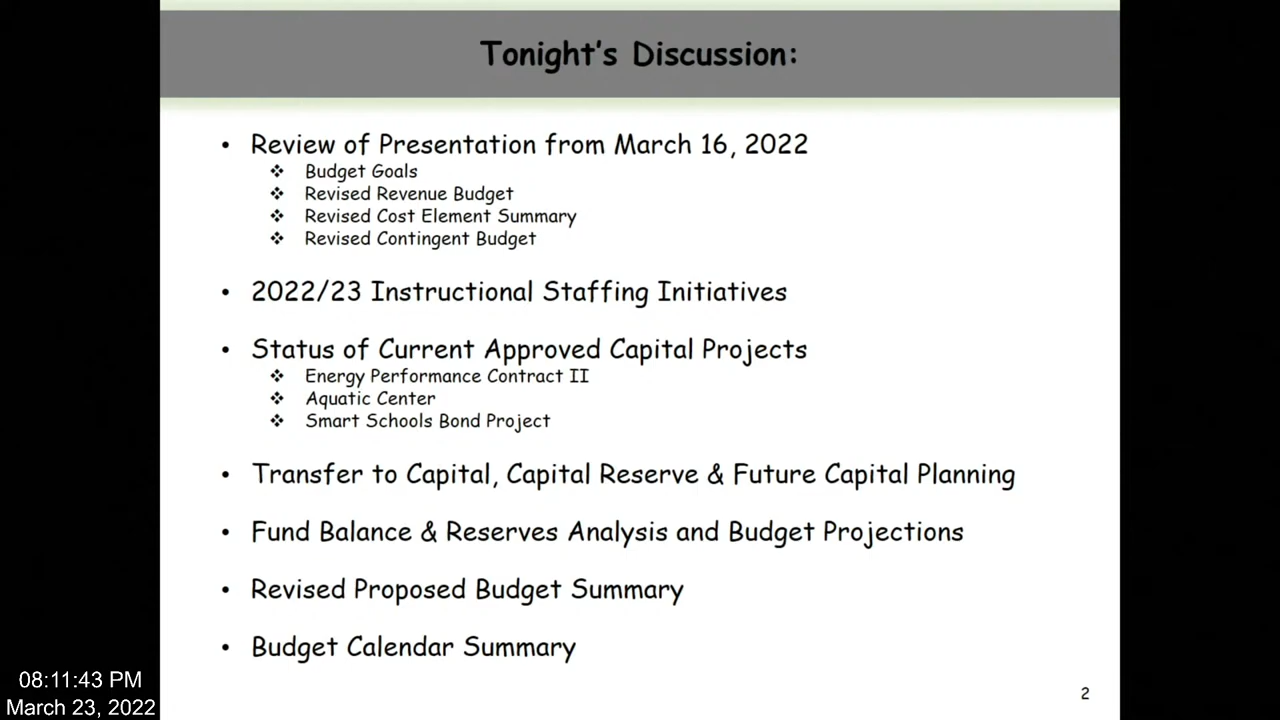 Tonight's Discussion:
• Review of Presentation from March 16, 2022
❖ Budget Goals
❖ Revised Revenue Budget
❖ Revised Cost Element Summary
❖ Revised Contingent Budget
• 2022/23 Instructional Staffing Initiatives
• Status of Current Approved Capital Projects
❖ Energy Performance Contract II
❖ Aquatic Center
❖ Smart Schools Bond Project
• Transfer to Capital, Capital Reserve & Future Capital Planning
• Fund Balance & Reserves Analysis and Budget Projections
• Revised Proposed Budget Summary
• Budget Calendar Summary
08:11:43 PM
March 23, 2022
2